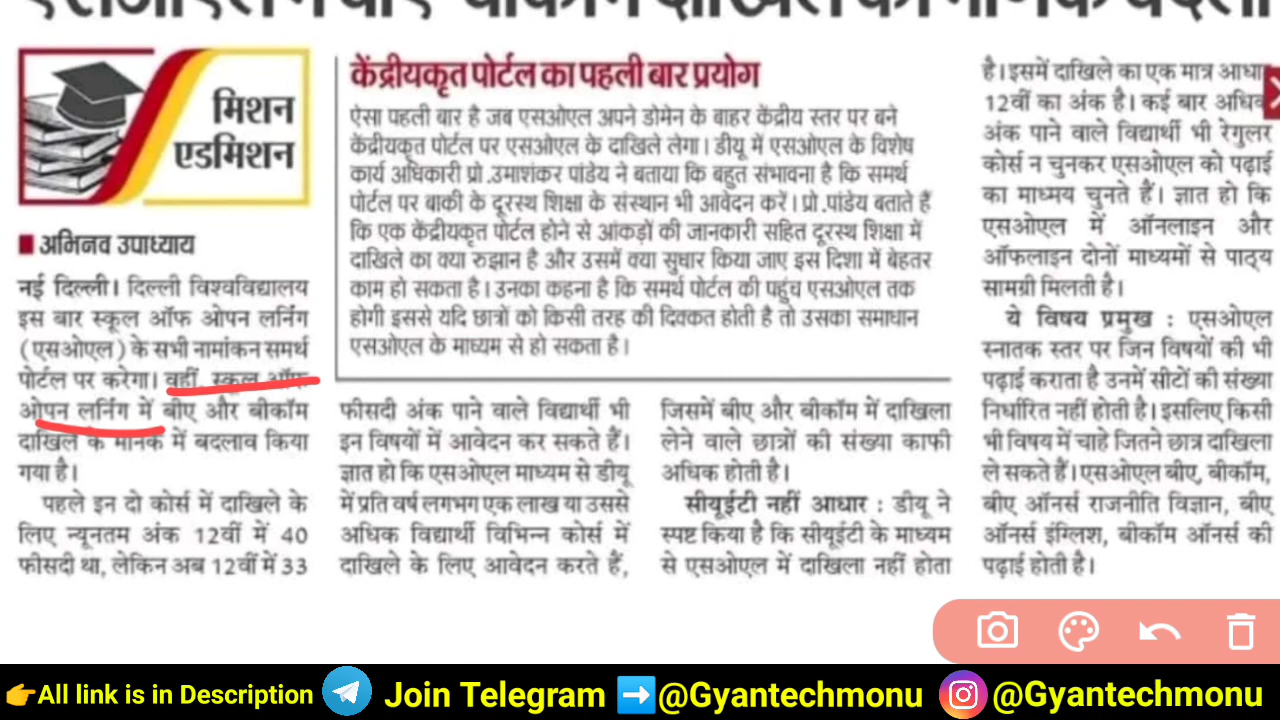 एसओएल ने बीए-बीकॉम दाखिले का मानक बदला
मिशन
एडमिशन
अभिनव उपाध्याय
नई दिल्ली। दिल्ली विश्वविद्यालय
इस बार स्कूल ऑफ ओपन लर्निंग
(एसओएल) के सभी नामांकन समर्थ
पोर्टल पर करेगा। वहीं, स्कूल ऑफ
ओपन लर्निंग में बीए और बीकॉम
दाखिले के मानक में बदलाव किया
गया है।
पहले इन दो कोर्स में दाखिले के
लिए न्यूनतम अंक 12वीं में 40
फीसदी था, लेकिन अब 12वीं में 33
केंद्रीयकृत पोर्टल का पहली बार प्रयोग
ऐसा पहली बार है जब एसओएल अपने डोमेन के बाहर केंद्रीय स्तर पर बने
केंद्रीयकृत पोर्टल पर एसओएल के दाखिले लेगा। डीयू में एसओएल के विशेष
कार्य अधिकारी प्रो.उमाशंकर पांडेय ने बताया कि बहुत संभावना है कि समर्थ
पोर्टल पर बाकी के दूरस्थ शिक्षा के संस्थान भी आवेदन करें। प्रो.पांडेय बताते हैं
कि एक केंद्रीयकृत पोर्टल होने से आंकड़ों की जानकारी सहित दूरस्थ शिक्षा में
दाखिले का क्या रुझान है और उसमें क्या सुधार किया जाए इस दिशा में बेहतर
काम हो सकता है। उनका कहना है कि समर्थ पोर्टल की पहुंच एसओएल तक
होगी इससे यदि छात्रों को किसी तरह की दिक्कत होती है तो उसका समाधान
एसओएल के माध्यम से हो सकता है।
फीसदी अंक पाने वाले विद्यार्थी भी
इन विषयों में आवेदन कर सकते हैं।
ज्ञात हो कि एसओएल माध्यम से डीयू
में प्रति वर्ष लगभग एक लाख या उससे
अधिक विद्यार्थी विभिन्न कोर्स में
दाखिले के लिए आवेदन करते हैं,
जिसमें बीए और बीकॉम में दाखिला
लेने वाले छात्रों की संख्या काफी
अधिक होती है।
सीयूईटी नहीं आधार : डीयू ने
स्पष्ट किया है कि सीयूईटी के माध्यम
से एसओएल में दाखिला नहीं होता
है। इसमें दाखिले का एक मात्र आधार
12वीं का अंक है। कई बार अधिक
अंक पाने वाले विद्यार्थी भी रेगुलर
कोर्स न चुनकर एसओएल को पढ़ाई
का माध्मय चुनते हैं। ज्ञात हो कि
एसओएल में ऑनलाइन और
ऑफलाइन दोनों माध्यमों से पाठ्य
सामग्री मिलती है।
ये विषय प्रमुख : एसओएल
स्नातक स्तर पर जिन विषयों की भी
पढ़ाई कराता है उनमें सीटों की संख्या
निर्धारित नहीं होती है। इसलिए किसी
भी विषय में चाहे जितने छात्र दाखिला
ले सकते हैं। एसओएल बीए, बीकॉम,
बीए ऑनर्स राजनीति विज्ञान, बीए
ऑनर्स इंग्लिश, बीकॉम ऑनर्स की
पढ़ाई होती है।
All link is in Description Join Telegram @Gyantechmonu @Gyantechmonu